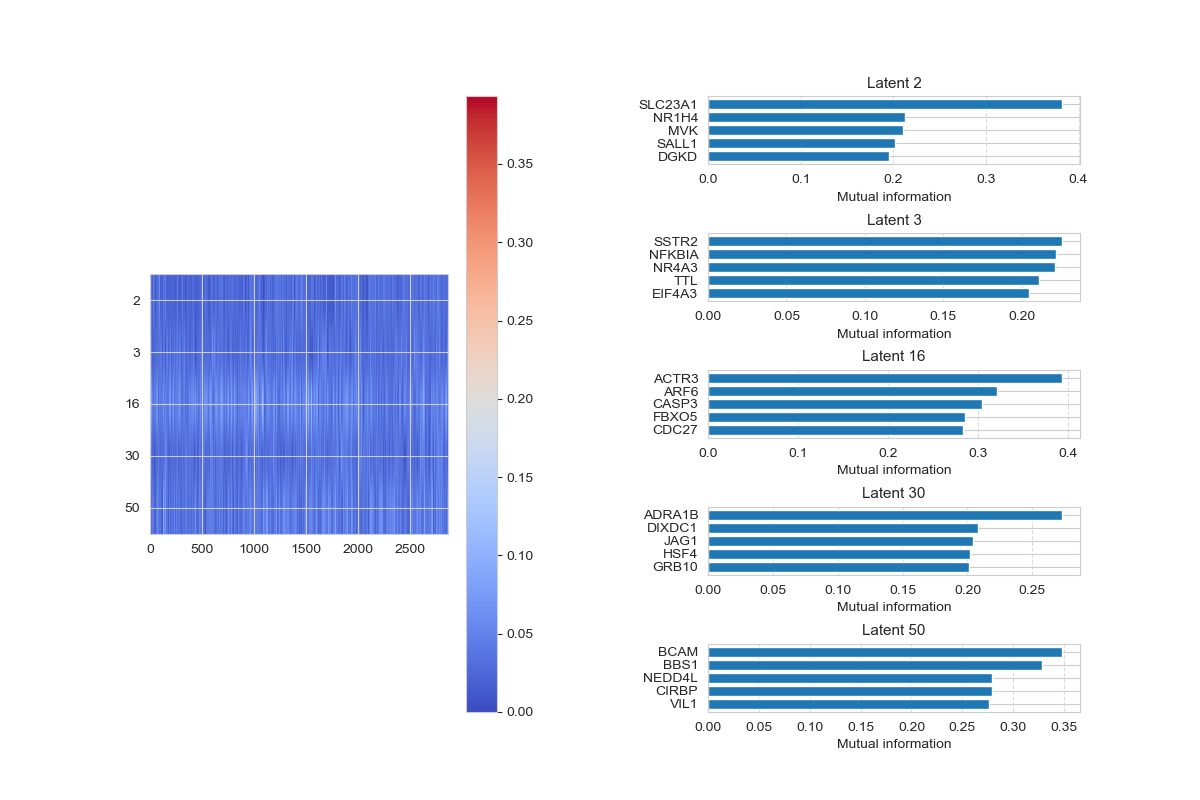 2
3
16
30
50
0 500 1000 1500 2000 2500
0.35
0.30
0.25
0.20
0.15
0.10
0.05
0.00
Latent 2
SLC23A1
NR1H4
MVK
SALL1
DGKD
0.0 0.1 0.2 0.3 0.4
Mutual information
Latent 3
SSTR2
NFKBIA
NR4A3
TTL
EIF4A3
0.00 0.05 0.10 0.15 0.20
Mutual information
Latent 16
ACTR3
ARF6
CASP3
FBXO5
CDC27
0.0 0.1 0.2 0.3 0.4
Mutual information
Latent 30
ADRA1B
DIXDC1
JAG1
HSF4
GRB10
0.00 0.05 0.10 0.15 0.20 0.25
Mutual information
Latent 50
BCAM
BBS1
NEDD4L
CIRBP
VIL1
0.00 0.05 0.10 0.15 0.20 0.25 0.30 0.35
Mutual information